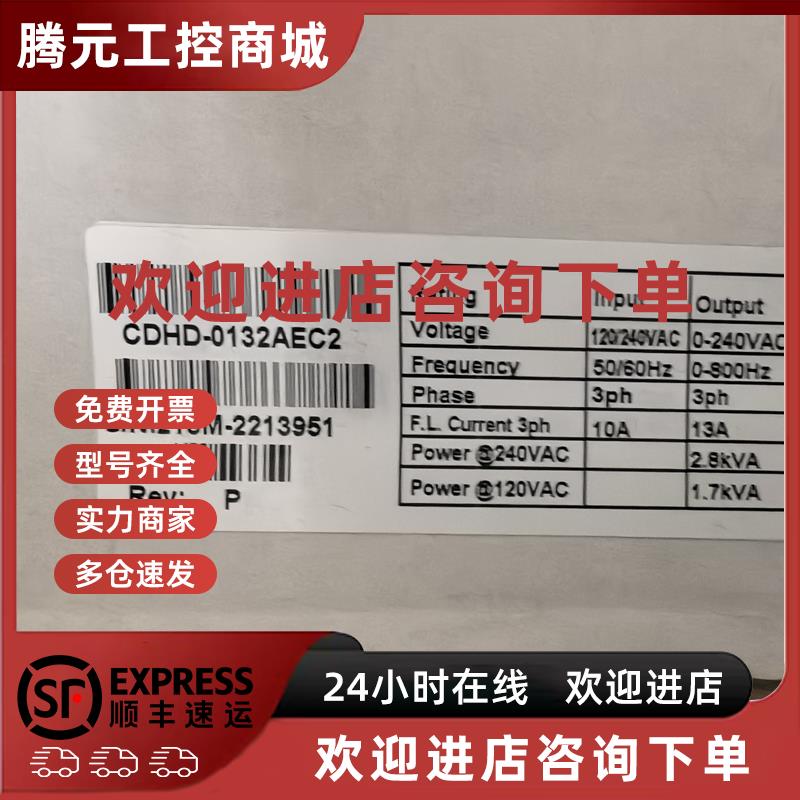 腾元工控商城
欢迎进店咨询下单
CDHD-0132AEC2
M-2213951
Rev: P
Rating Input Output
Voltage 120/240VAC 0-240VAC
Frequency 50/60Hz 0-800Hz
Phase 3ph 3ph
F.L. Current 3ph 10A 13A
Power @240VAC 2.8kVA
Power @120VAC 1.7kVA
免费开票
型号齐全
实力商家
多仓速发
SF EXPRESS
顺丰速运
24小时在线 欢迎进店
欢迎进店咨询下单